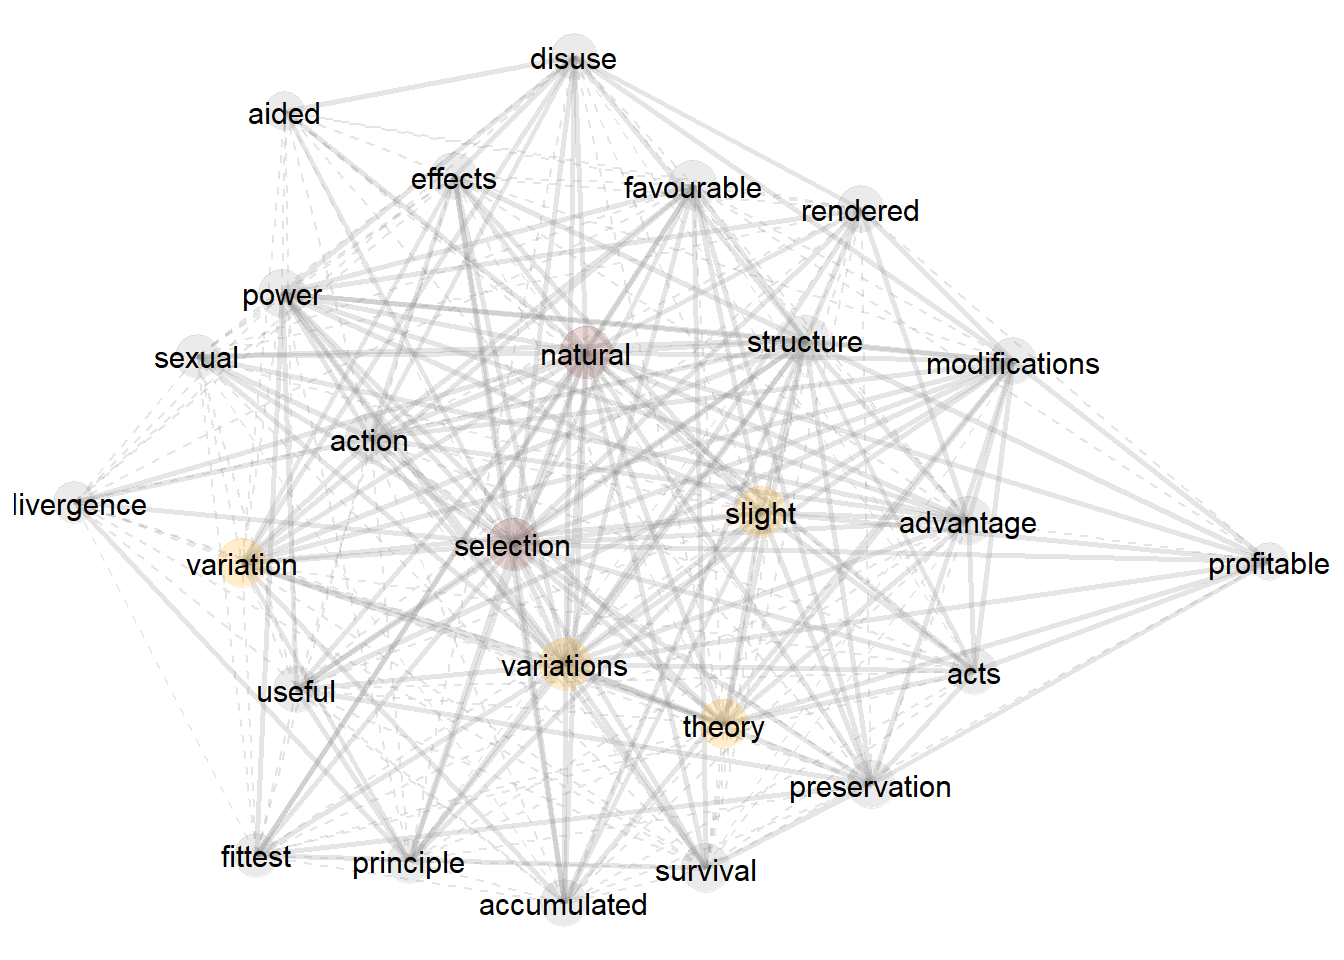 disuse
aided
effects
favourable
rendered
power
sexual
natural
structure
modifications
action
livergence
slight
advantage
selection
variation
profitable
variations
acts
useful
theory
preservation
fittest
principle
survival
accumulated